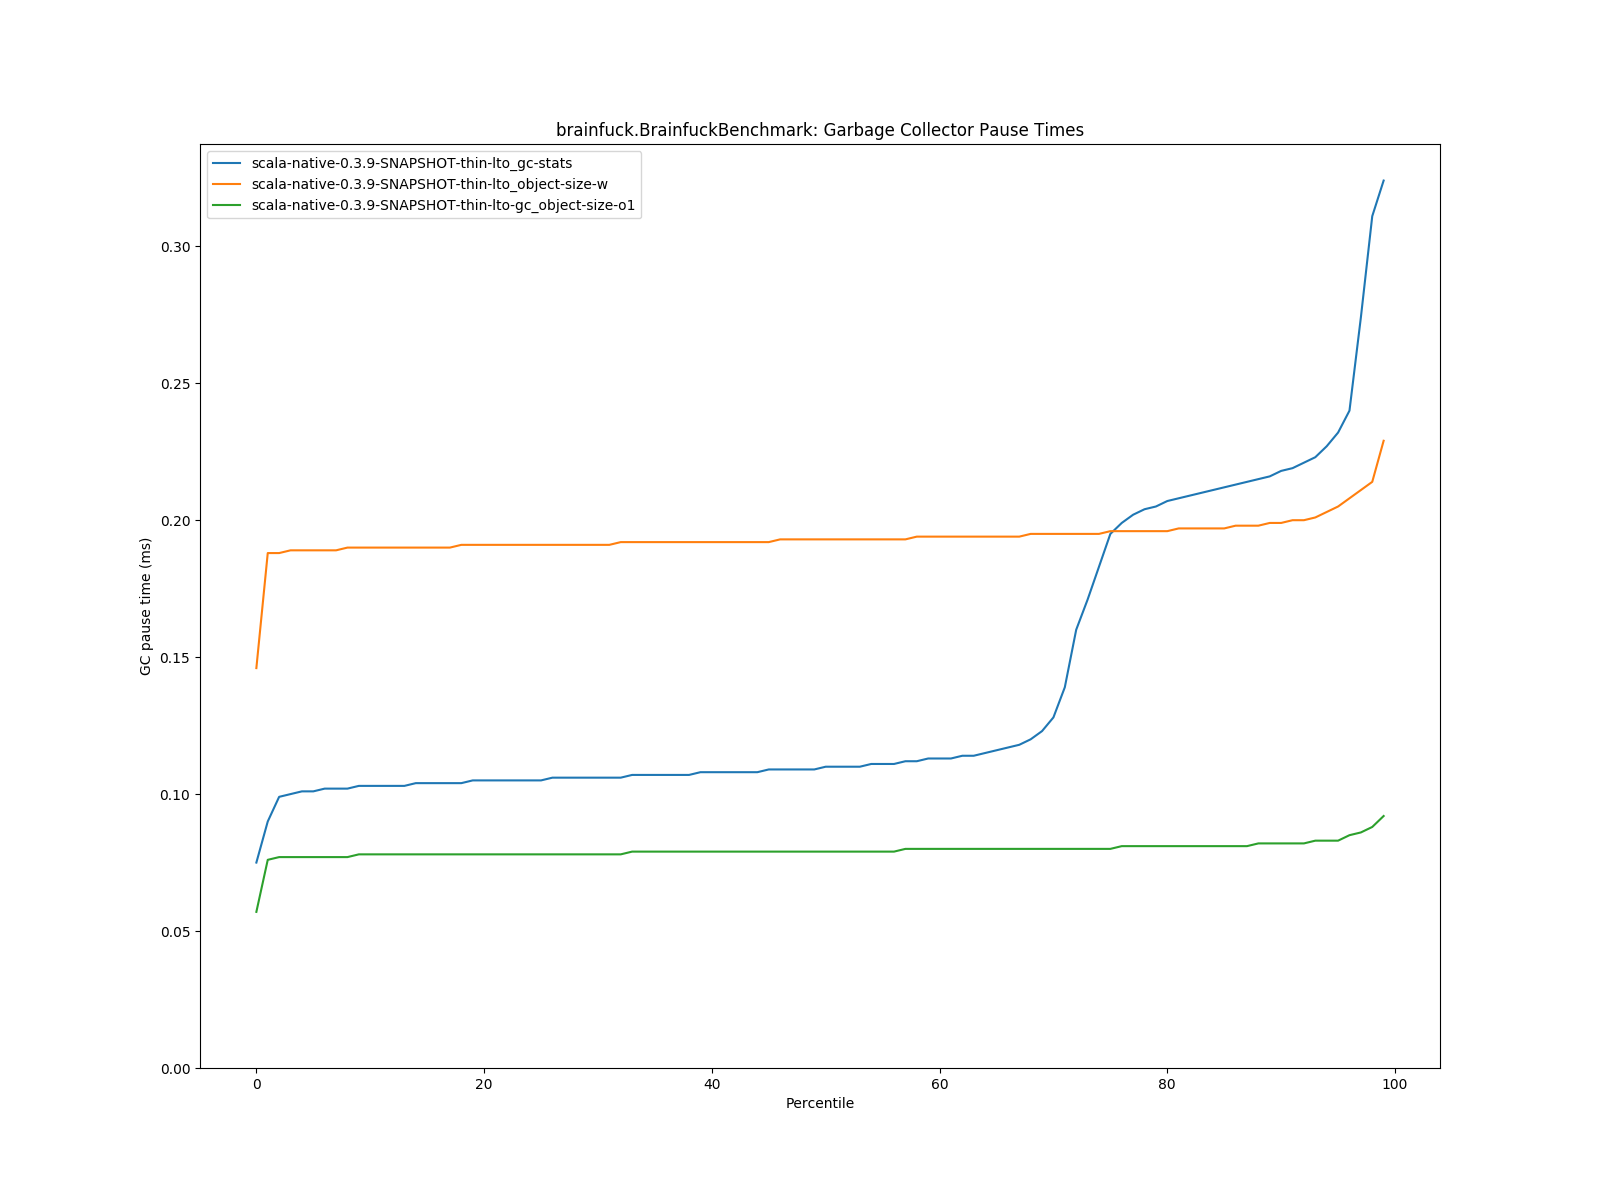 brainfuck.BrainfuckBenchmark: Garbage Collector Pause Times
scala-native-0.3.9-SNAPSHOT-thin-lto_gc-stats
scala-native-0.3.9-SNAPSHOT-thin-lto_object-size-w
scala-native-0.3.9-SNAPSHOT-thin-lto-gc_object-size-o1
GC pause time (ms)
0.30
0.25
0.20
0.15
0.10
0.05
0.00
0 20 40 60 80 100
Percentile